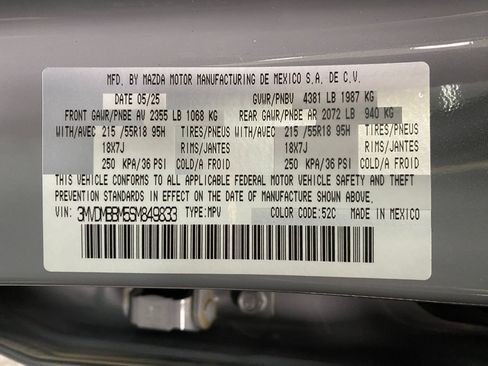 MFD. BY MAZDA MOTOR MANUFACTURING DE MEXICO S.A. DE C.V.
DATE 05/25 GVWR/PNBV 4381 LB 1987 KG
FRONT GAWR/PNBE AV 2355 LB 1068 KG REAR GAWR/PNBE AR 2072 LB 940 KG
WITH/AVEC 215 /55R18 95H TIRES/PNEUS WITH/AVEC 215 /55R18 95H TIRES/PNEUS
18X7J RIMS/JANTES 18X7J RIMS/JANTES
250 KPA/36 PSI COLD/A FROID 250 KPA/36 PSI COLD/A FROID
THIS VEHICLE CONFORMS TO ALL APPLICABLE FEDERAL MOTOR VEHICLE SAFETY AND THEFT
PREVENTION STANDARDS IN EFFECT ON THE DATE OF MANUFACTURE SHOWN ABOVE.
VIN: 3MVDMBBM5SM849833 TYPE:MPV COLOR CODE:52C MADE IN MEXICO